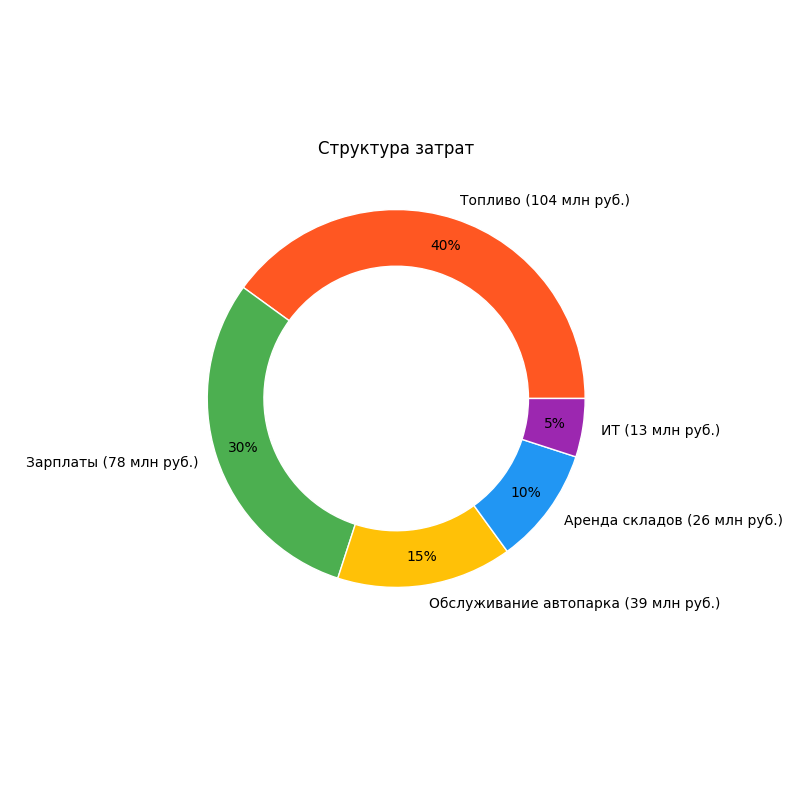 Структура затрат
Топливо (104 млн руб.)
40%
Зарплаты (78 млн руб.)
30%
15%
Обслуживание автопарка (39 млн руб.)
10%
Аренда складов (26 млн руб.)
5%
ИТ (13 млн руб.)